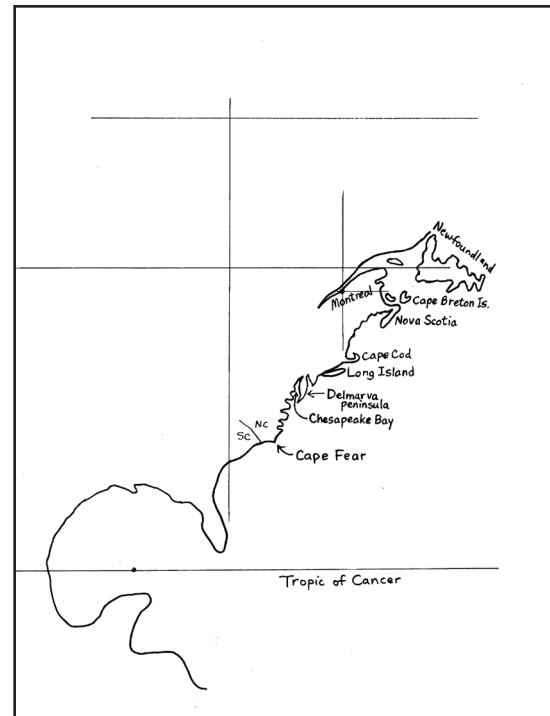 Newfoundland
Montreal
Cape Breton Is.
Nova Scotia
Cape Cod
Long Island
Delmarva
peninsula
Chesapeake Bay
NC
SC
Cape Fear
Tropic of Cancer